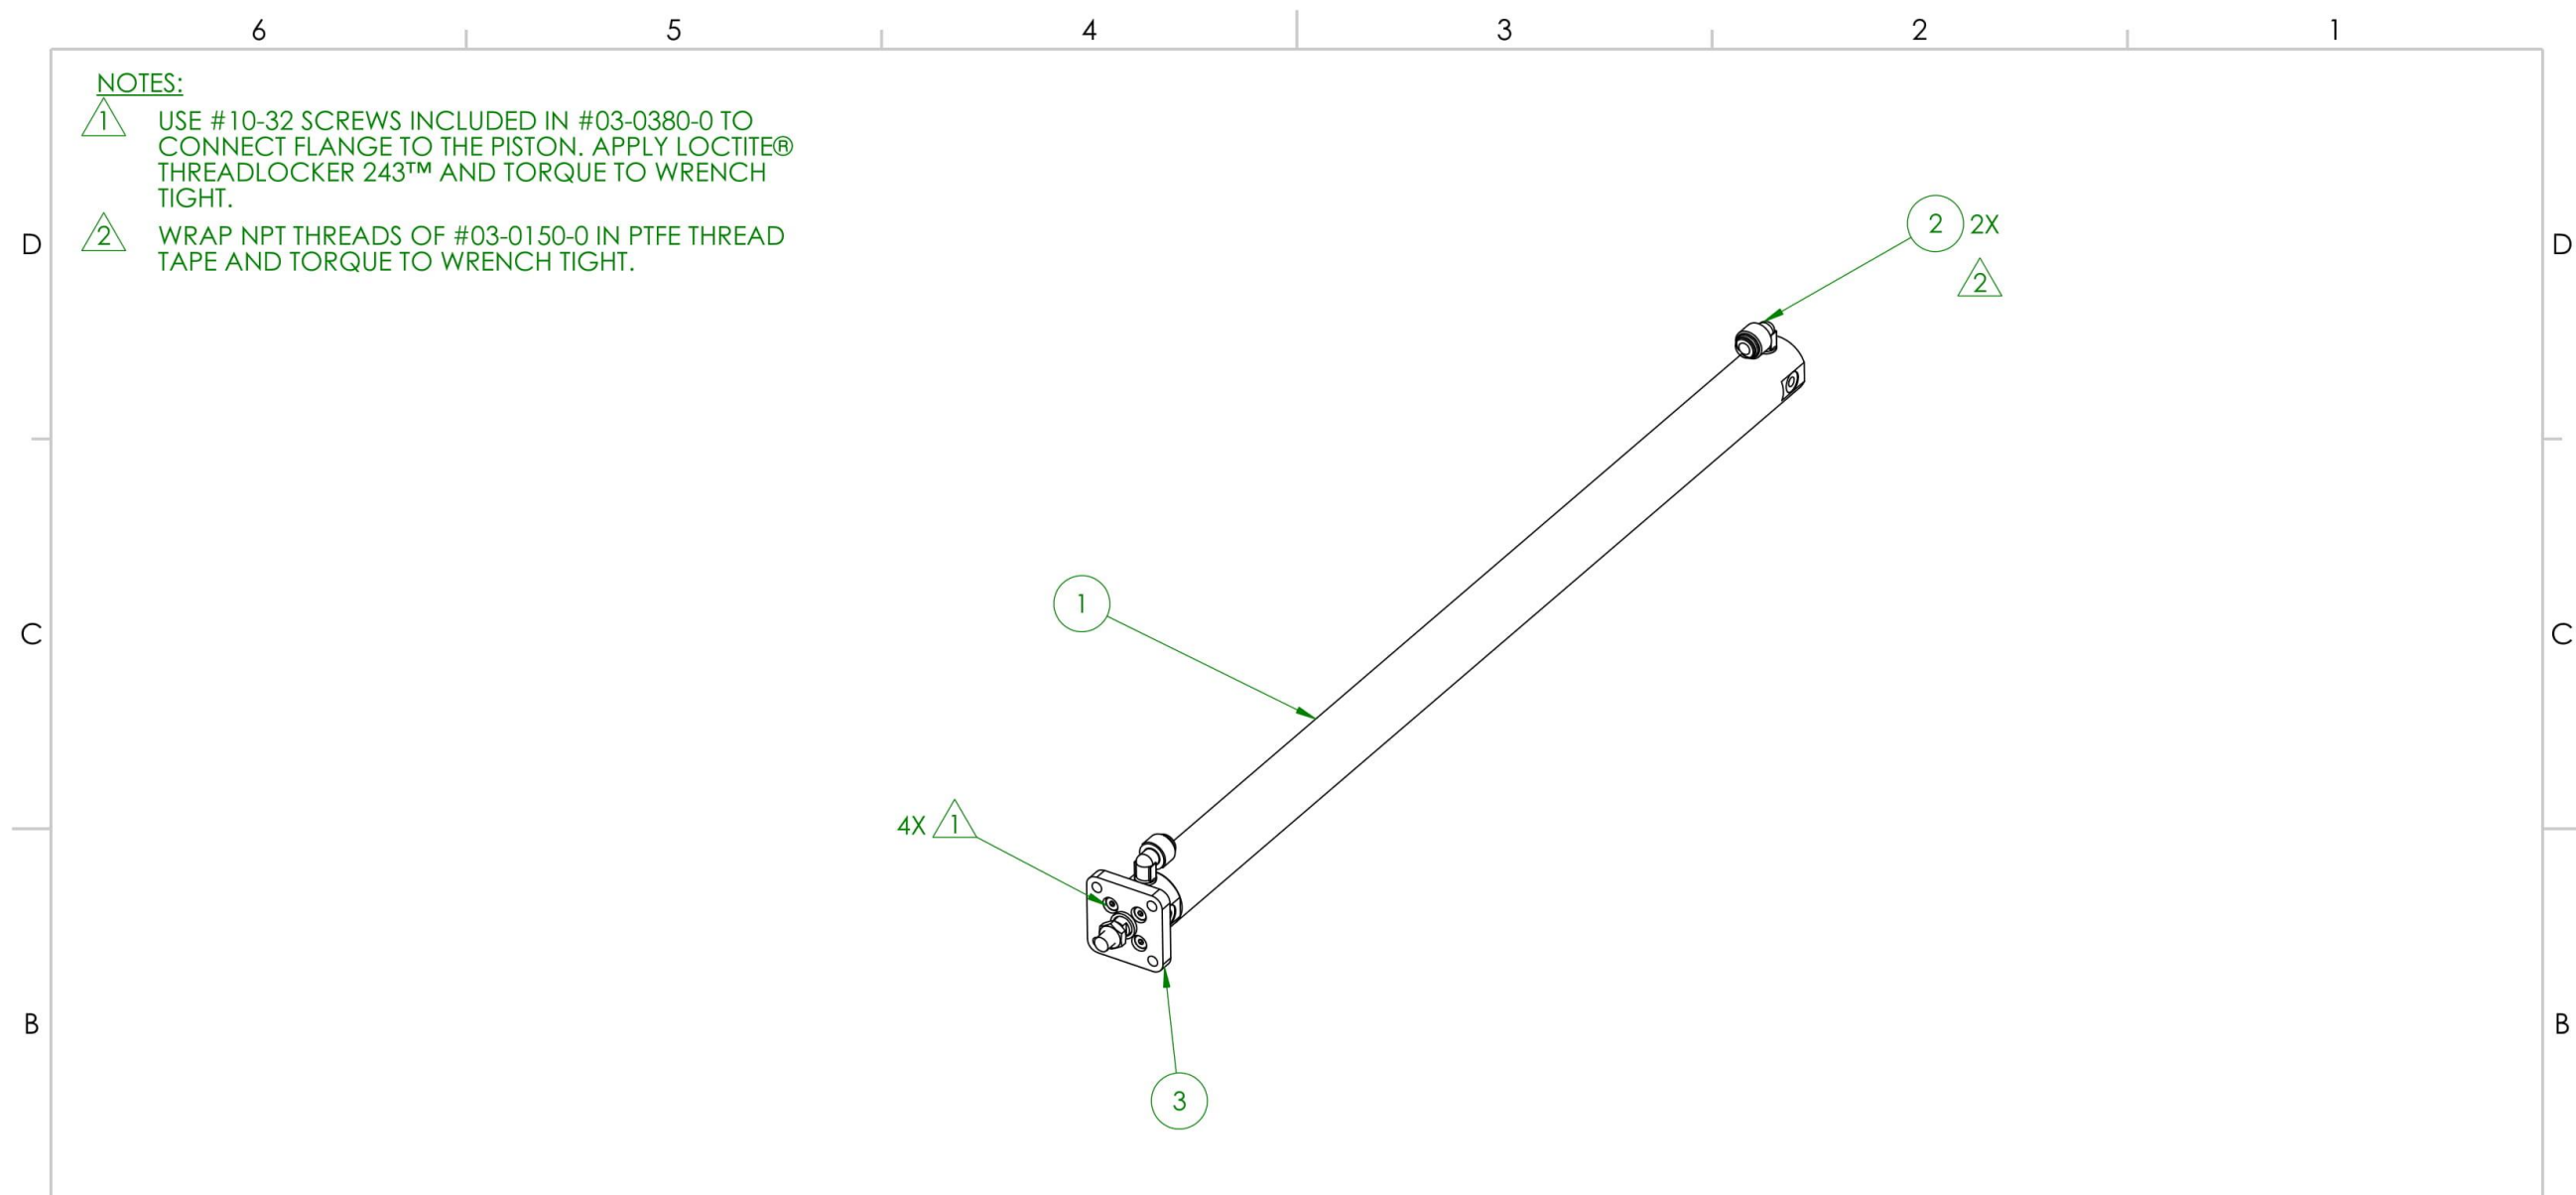 6 5 4 3 2 1
NOTES:
1 USE #10-32 SCREWS INCLUDED IN #03-0380-0 TO
CONNECT FLANGE TO THE PISTON. APPLY LOCTITE®
THREADLOCKER 243™ AND TORQUE TO WRENCH
TIGHT.
2 WRAP NPT THREADS OF #03-0150-0 IN PTFE THREAD
TAPE AND TORQUE TO WRENCH TIGHT.
2 2X
D D
2
1
C C
4X 1
B B
3